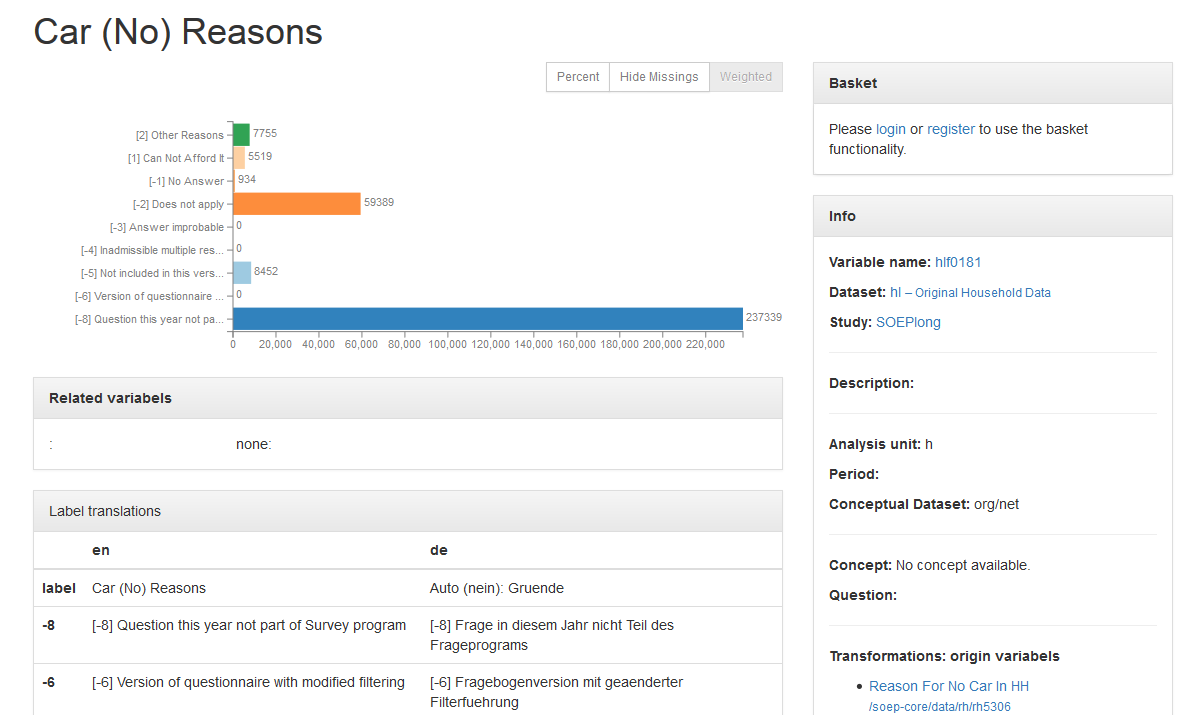 Car (No) Reasons
Percent Hide Missings Weighted
[2] Other Reasons 7755
[1] Can Not Afford It 5519
[-1] No Answer 934
[-2] Does not apply 59389
[-3] Answer improbable 0
[-4] Inadmissible multiple res... 0
[-5] Not included in this vers... 8452
[-6] Version of questionnaire ... 0
[-8] Question this year not pa... 237339
0 20,000 40,000 60,000 80,000 100,000 120,000 140,000 160,000 180,000 200,000 220,000
Related variabels
: none:
Label translations
en de
label Car (No) Reasons Auto (nein): Gruende
-8 [-8] Question this year not part of Survey program [-8] Frage in diesem Jahr nicht Teil des
Frageprograms
-6 [-6] Version of questionnaire with modified filtering [-6] Fragebogenversion mit geaenderter
Filterfuehrung
Basket
Please login or register to use the basket
functionality.
Info
Variable name: hlf0181
Dataset: hl – Original Household Data
Study: SOEPlong
Description:
Analysis unit: h
Period:
Conceptual Dataset: org/net
Concept: No concept available.
Question:
Transformations: origin variabels
• Reason For No Car In HH
/soep-core/data/rh/rh5306